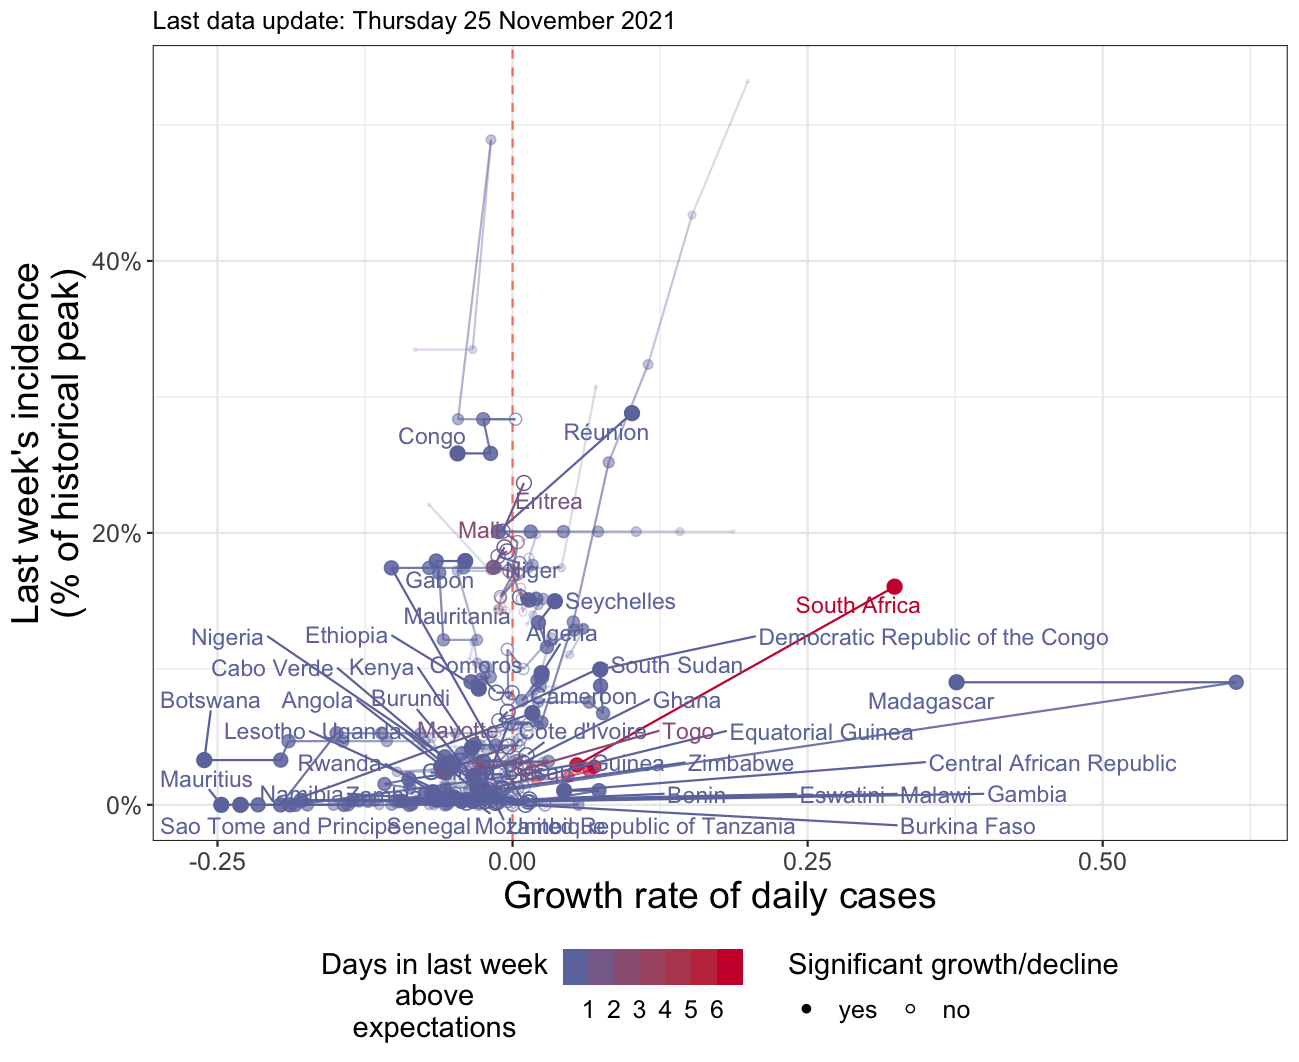 Last data update: Thursday 25 November 2021
Last week's incidence
(% of historical peak)
40%
20%
0%
Congo
Réunion
Eritrea
Mali
Niger
Gabon
Seychelles
South Africa
Mauritania
Algeria
Nigeria
Ethiopia
Democratic Republic of the Congo
Cabo Verde
Kenya
Comoros
South Sudan
Botswana
Angola
Burundi
Cameroon
Ghana
Madagascar
Lesotho
Uganda
Mayotte
Côte d'Ivoire
Togo
Equatorial Guinea
Rwanda
Guinea
Zimbabwe
Central African Republic
Mauritius
Namibia
Zambia
Benin
Eswatini
Malawi
Gambia
Sao Tome and Principe
Senegal
Mozambique
United Republic of Tanzania
Burkina Faso
-0.25
0.00
0.25
0.50
Growth rate of daily cases
Days in last week
above
expectations
1 2 3 4 5 6
Significant growth/decline
yes
no